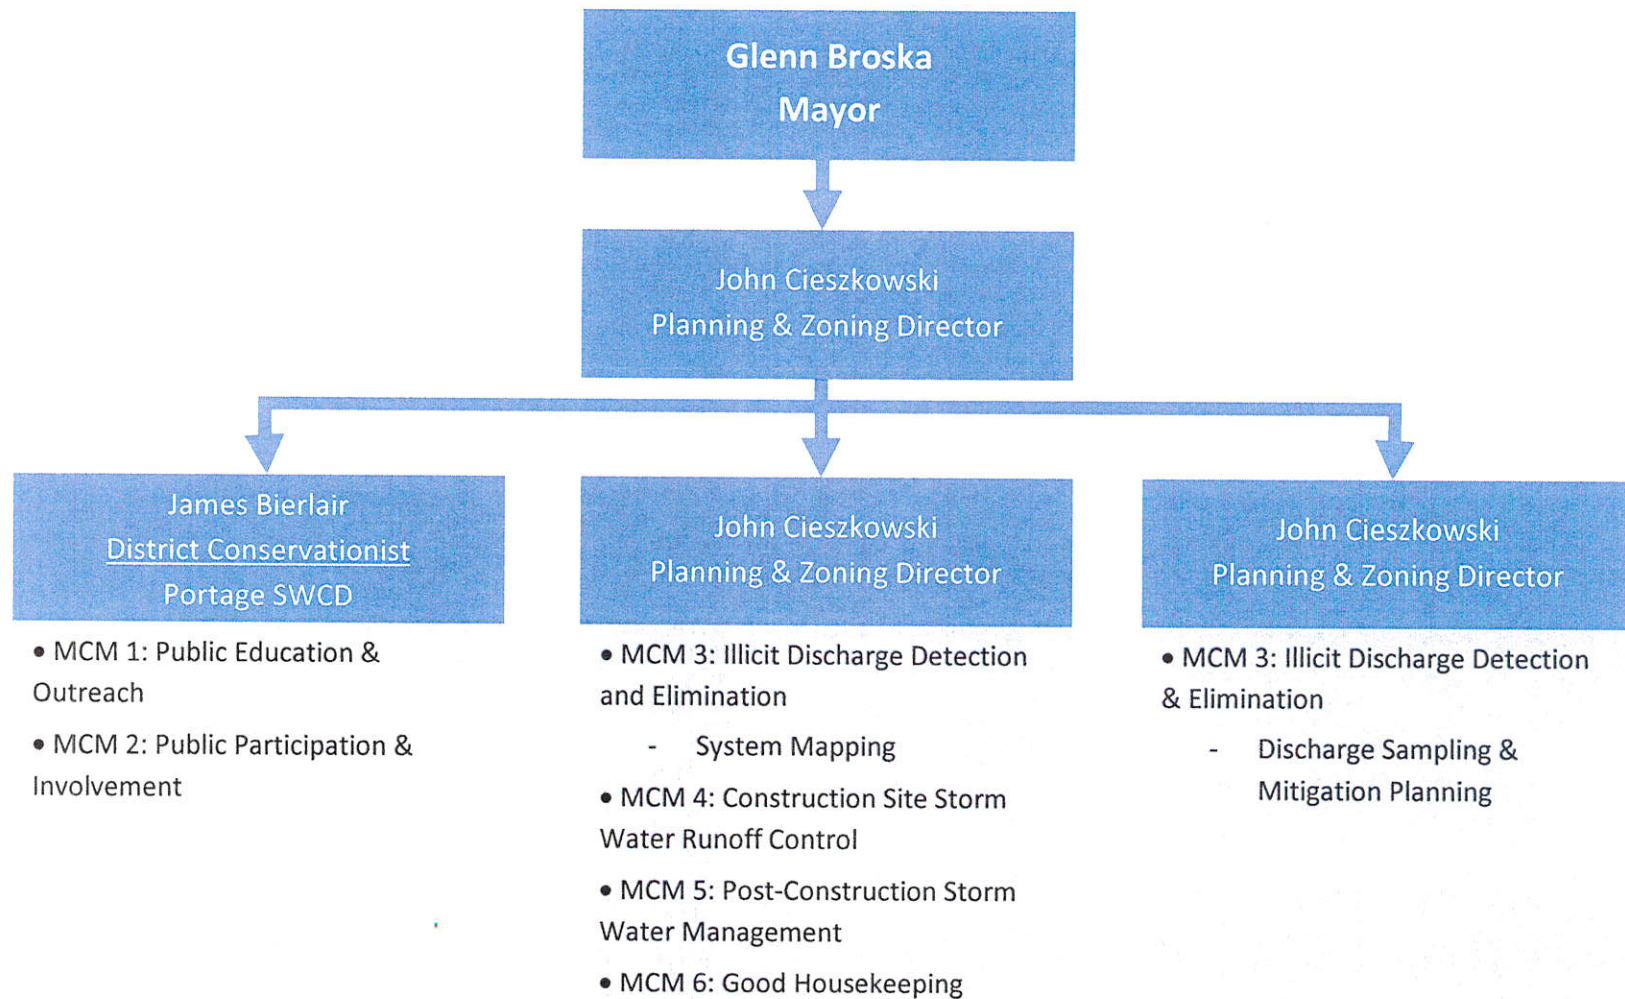 Glenn Broska
Mayor
John Cieszkowski
Planning & Zoning Director
James Bierlair
District Conservationist
Portage SWCD
• MCM 1: Public Education &
Outreach
• MCM 2: Public Participation &
Involvement
John Cieszkowski
Planning & Zoning Director
• MCM 3: Illicit Discharge Detection
and Elimination
- System Mapping
• MCM 4: Construction Site Storm
Water Runoff Control
• MCM 5: Post-Construction Storm
Water Management
• MCM 6: Good Housekeeping
John Cieszkowski
Planning & Zoning Director
• MCM 3: Illicit Discharge Detection
& Elimination
- Discharge Sampling &
Mitigation Planning